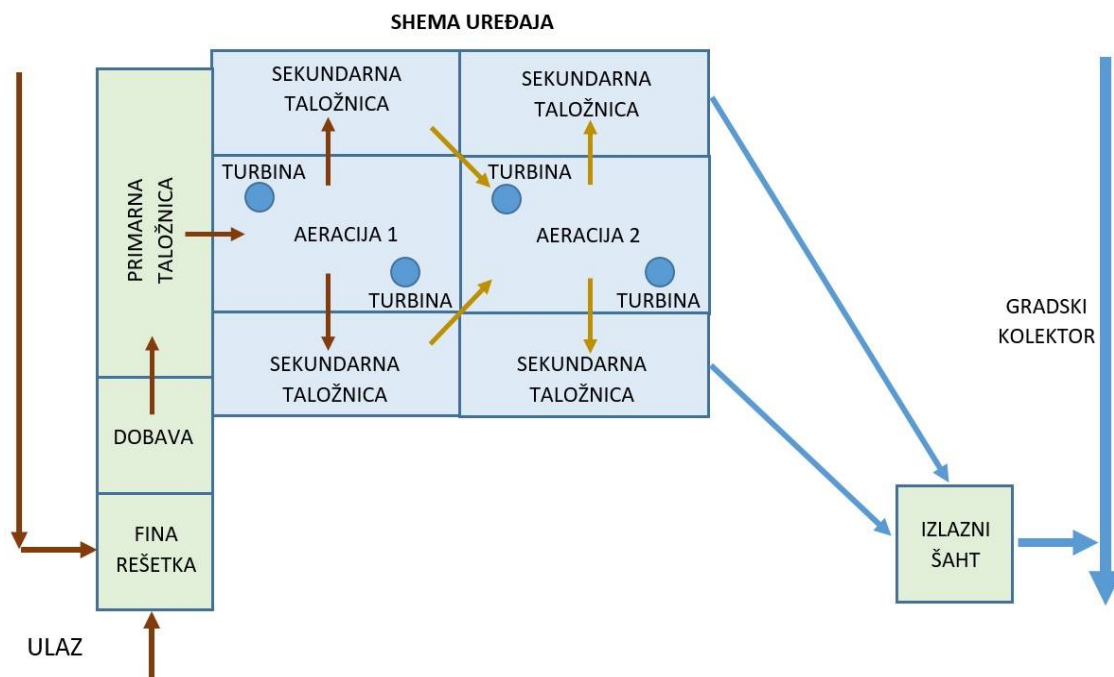 SHEMA UREĐAJA
SEKUNDARNA
TALOŽNICA
SEKUNDARNA
TALOŽNICA
TURBINA
TURBINA
PRIMARNA
TALOŽNICA
AERACIJA 1
AERACIJA 2
TURBINA
TURBINA
GRADSKI
KOLEKTOR
SEKUNDARNA
TALOŽNICA
SEKUNDARNA
TALOŽNICA
DOBAVA
FINA
REŠETKA
IZLAZNI
ŠAHT
ULAZ